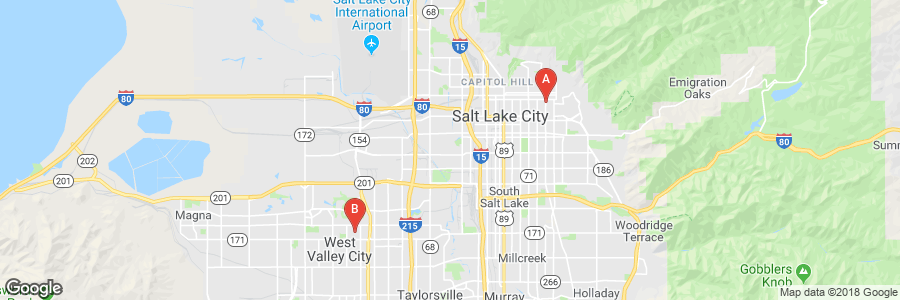 Salt Lake City
International
Airport
68
15
CAPITOL HILL
A
Emigration
Oaks
80
80
80
Salt Lake City
172
154
89
15
80
202
201
186
71
201
201
South
Salt Lake
Magna
B
215
89
171
West
Valley City
171
68
Woodridge
Terrace
Millcreek
266
Gobblers
Knob
Google
Taylorsville
Murray
Holladay
Map data ©2018 Google